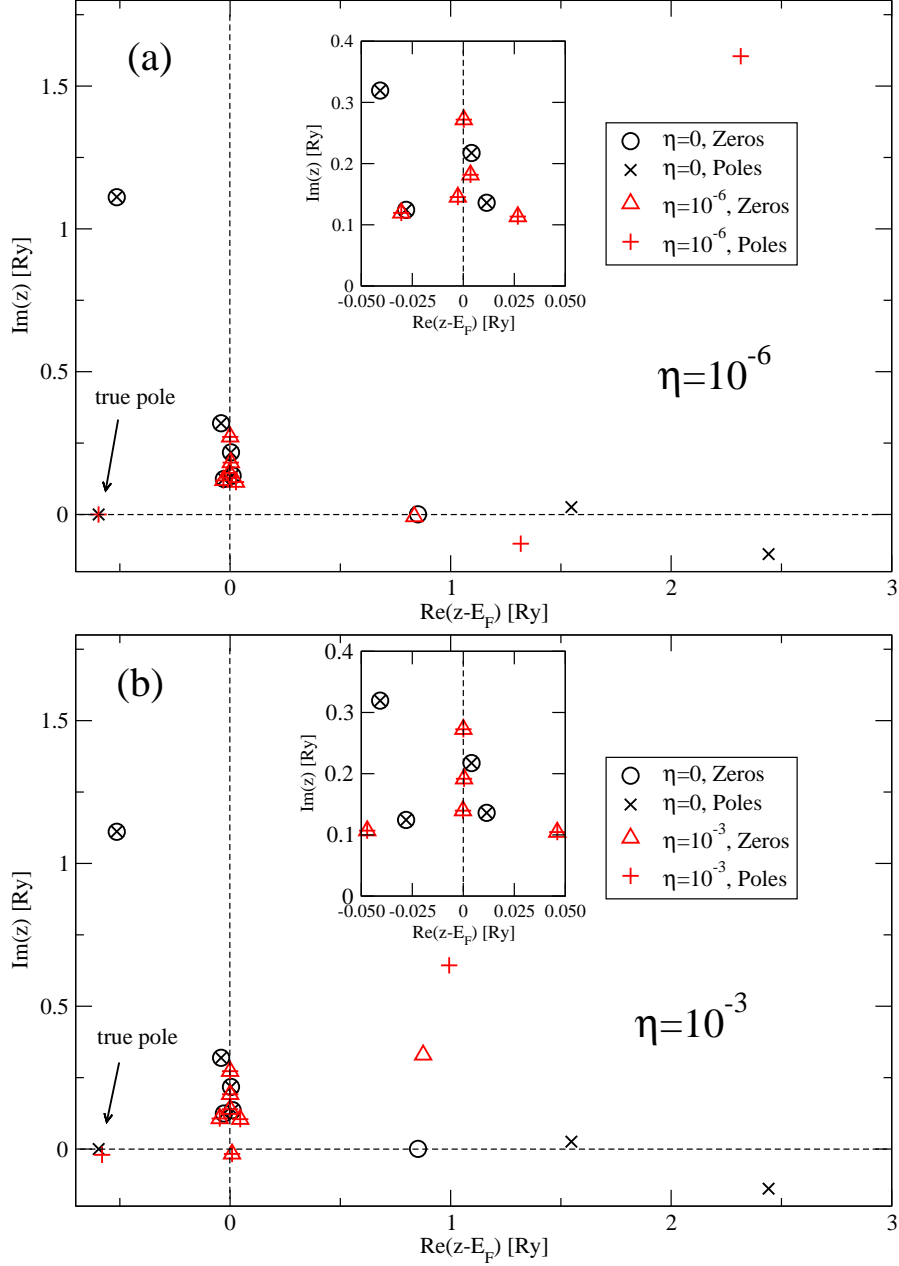 (a)
1.5
1
0.5
0
Im(z) [Ry]
0.4
0.3
0.2
0.1
0
Im(z) [Ry]
-0.050
-0.025
0
0.025
0.050
Re(z-E_F) [Ry]
η=0, Zeros
η=0, Poles
η=10^-6, Zeros
η=10^-6, Poles
true pole
η=10^-6
0
1
2
3
Re(z-E_F) [Ry]
(b)
1.5
1
0.5
0
Im(z) [Ry]
0.4
0.3
0.2
0.1
0
Im(z) [Ry]
-0.050
-0.025
0
0.025
0.050
Re(z-E_F) [Ry]
η=0, Zeros
η=0, Poles
η=10^-3, Zeros
η=10^-3, Poles
true pole
η=10^-3
0
1
2
3
Re(z-E_F) [Ry]